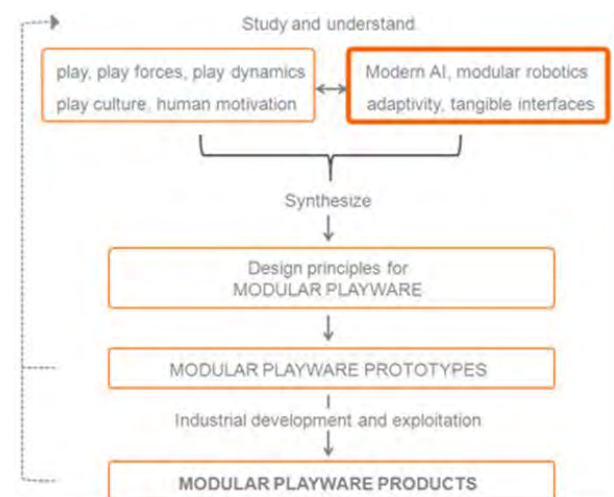 Study and understand
play, play forces, play dynamics
play culture, human motivation
Modern AI, modular robotics
adaptivity, tangible interfaces
Synthesize
Design principles for
MODULAR PLAYWARE
MODULAR PLAYWARE PROTOTYPES
Industrial development and exploitation
MODULAR PLAYWARE PRODUCTS